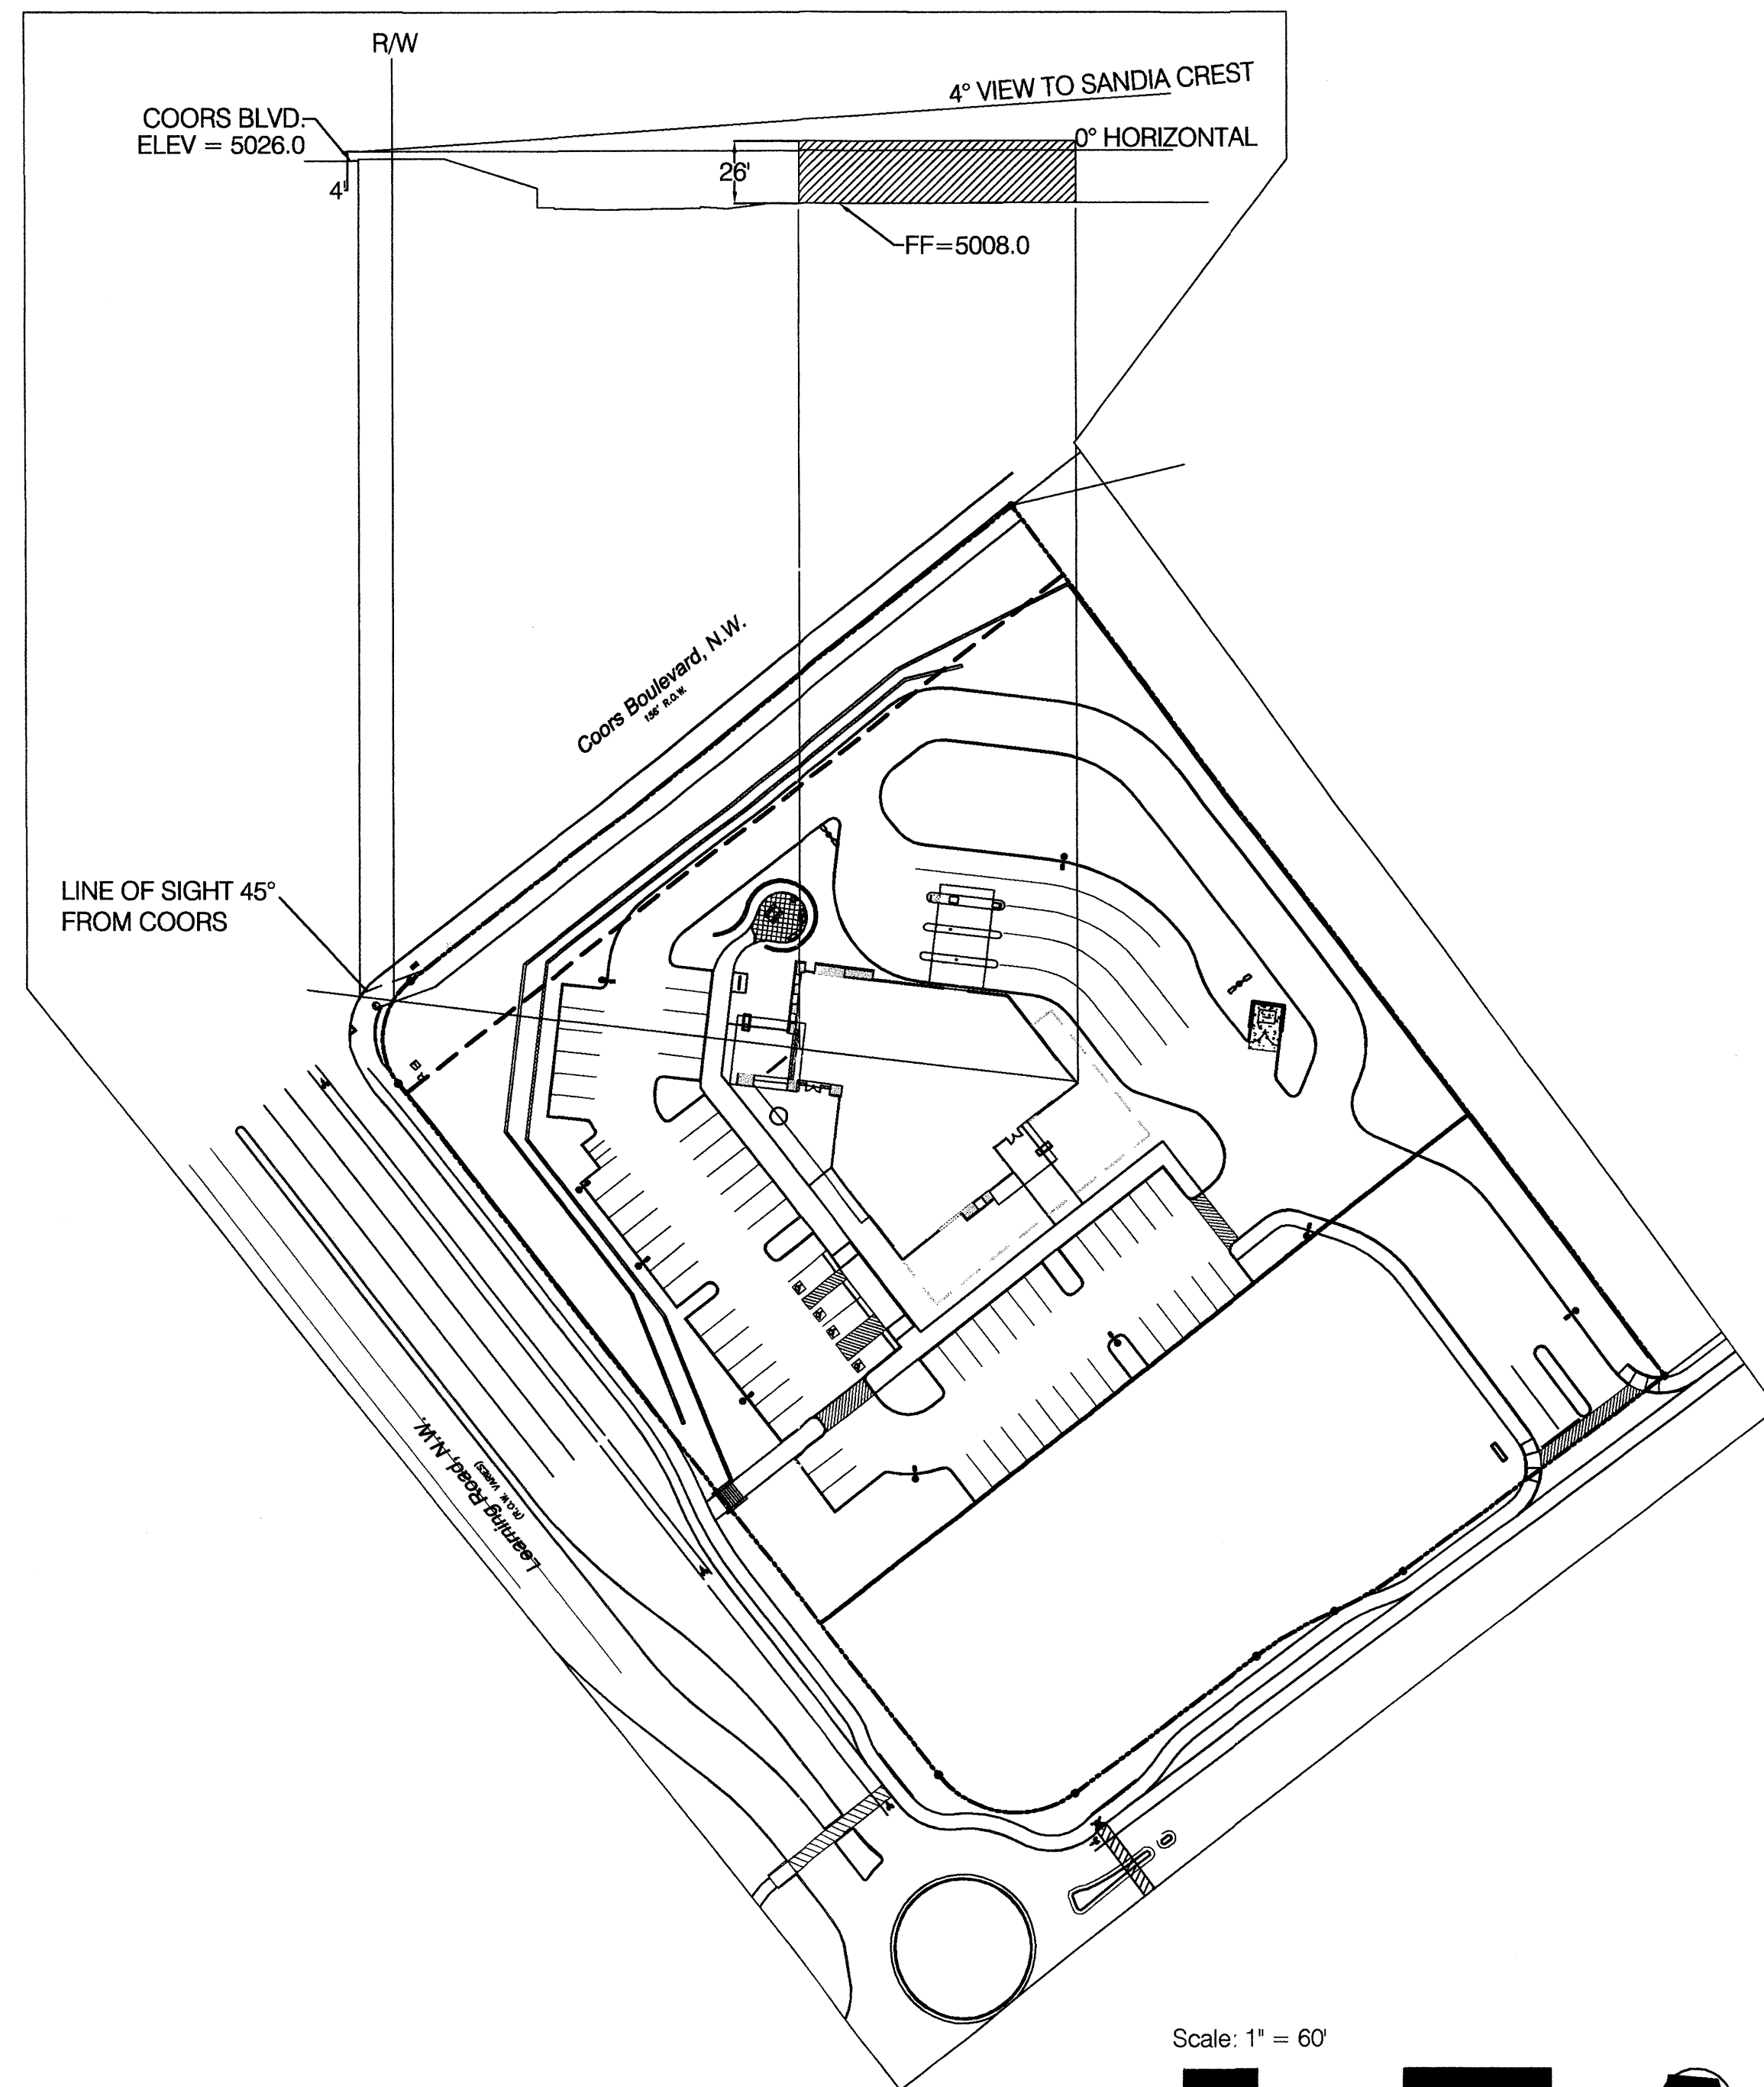 R/W
4° VIEW TO SANDIA CREST
COORS BLVD.
ELEV = 5026.0
0° HORIZONTAL
26'
4'
FF=5008.0
Coors Boulevard, N.W.
156' R.O.W.
LINE OF SIGHT 45°
FROM COORS
Learning Road, N.W.
(R.O.W. VARIES)
Scale: 1" = 60'